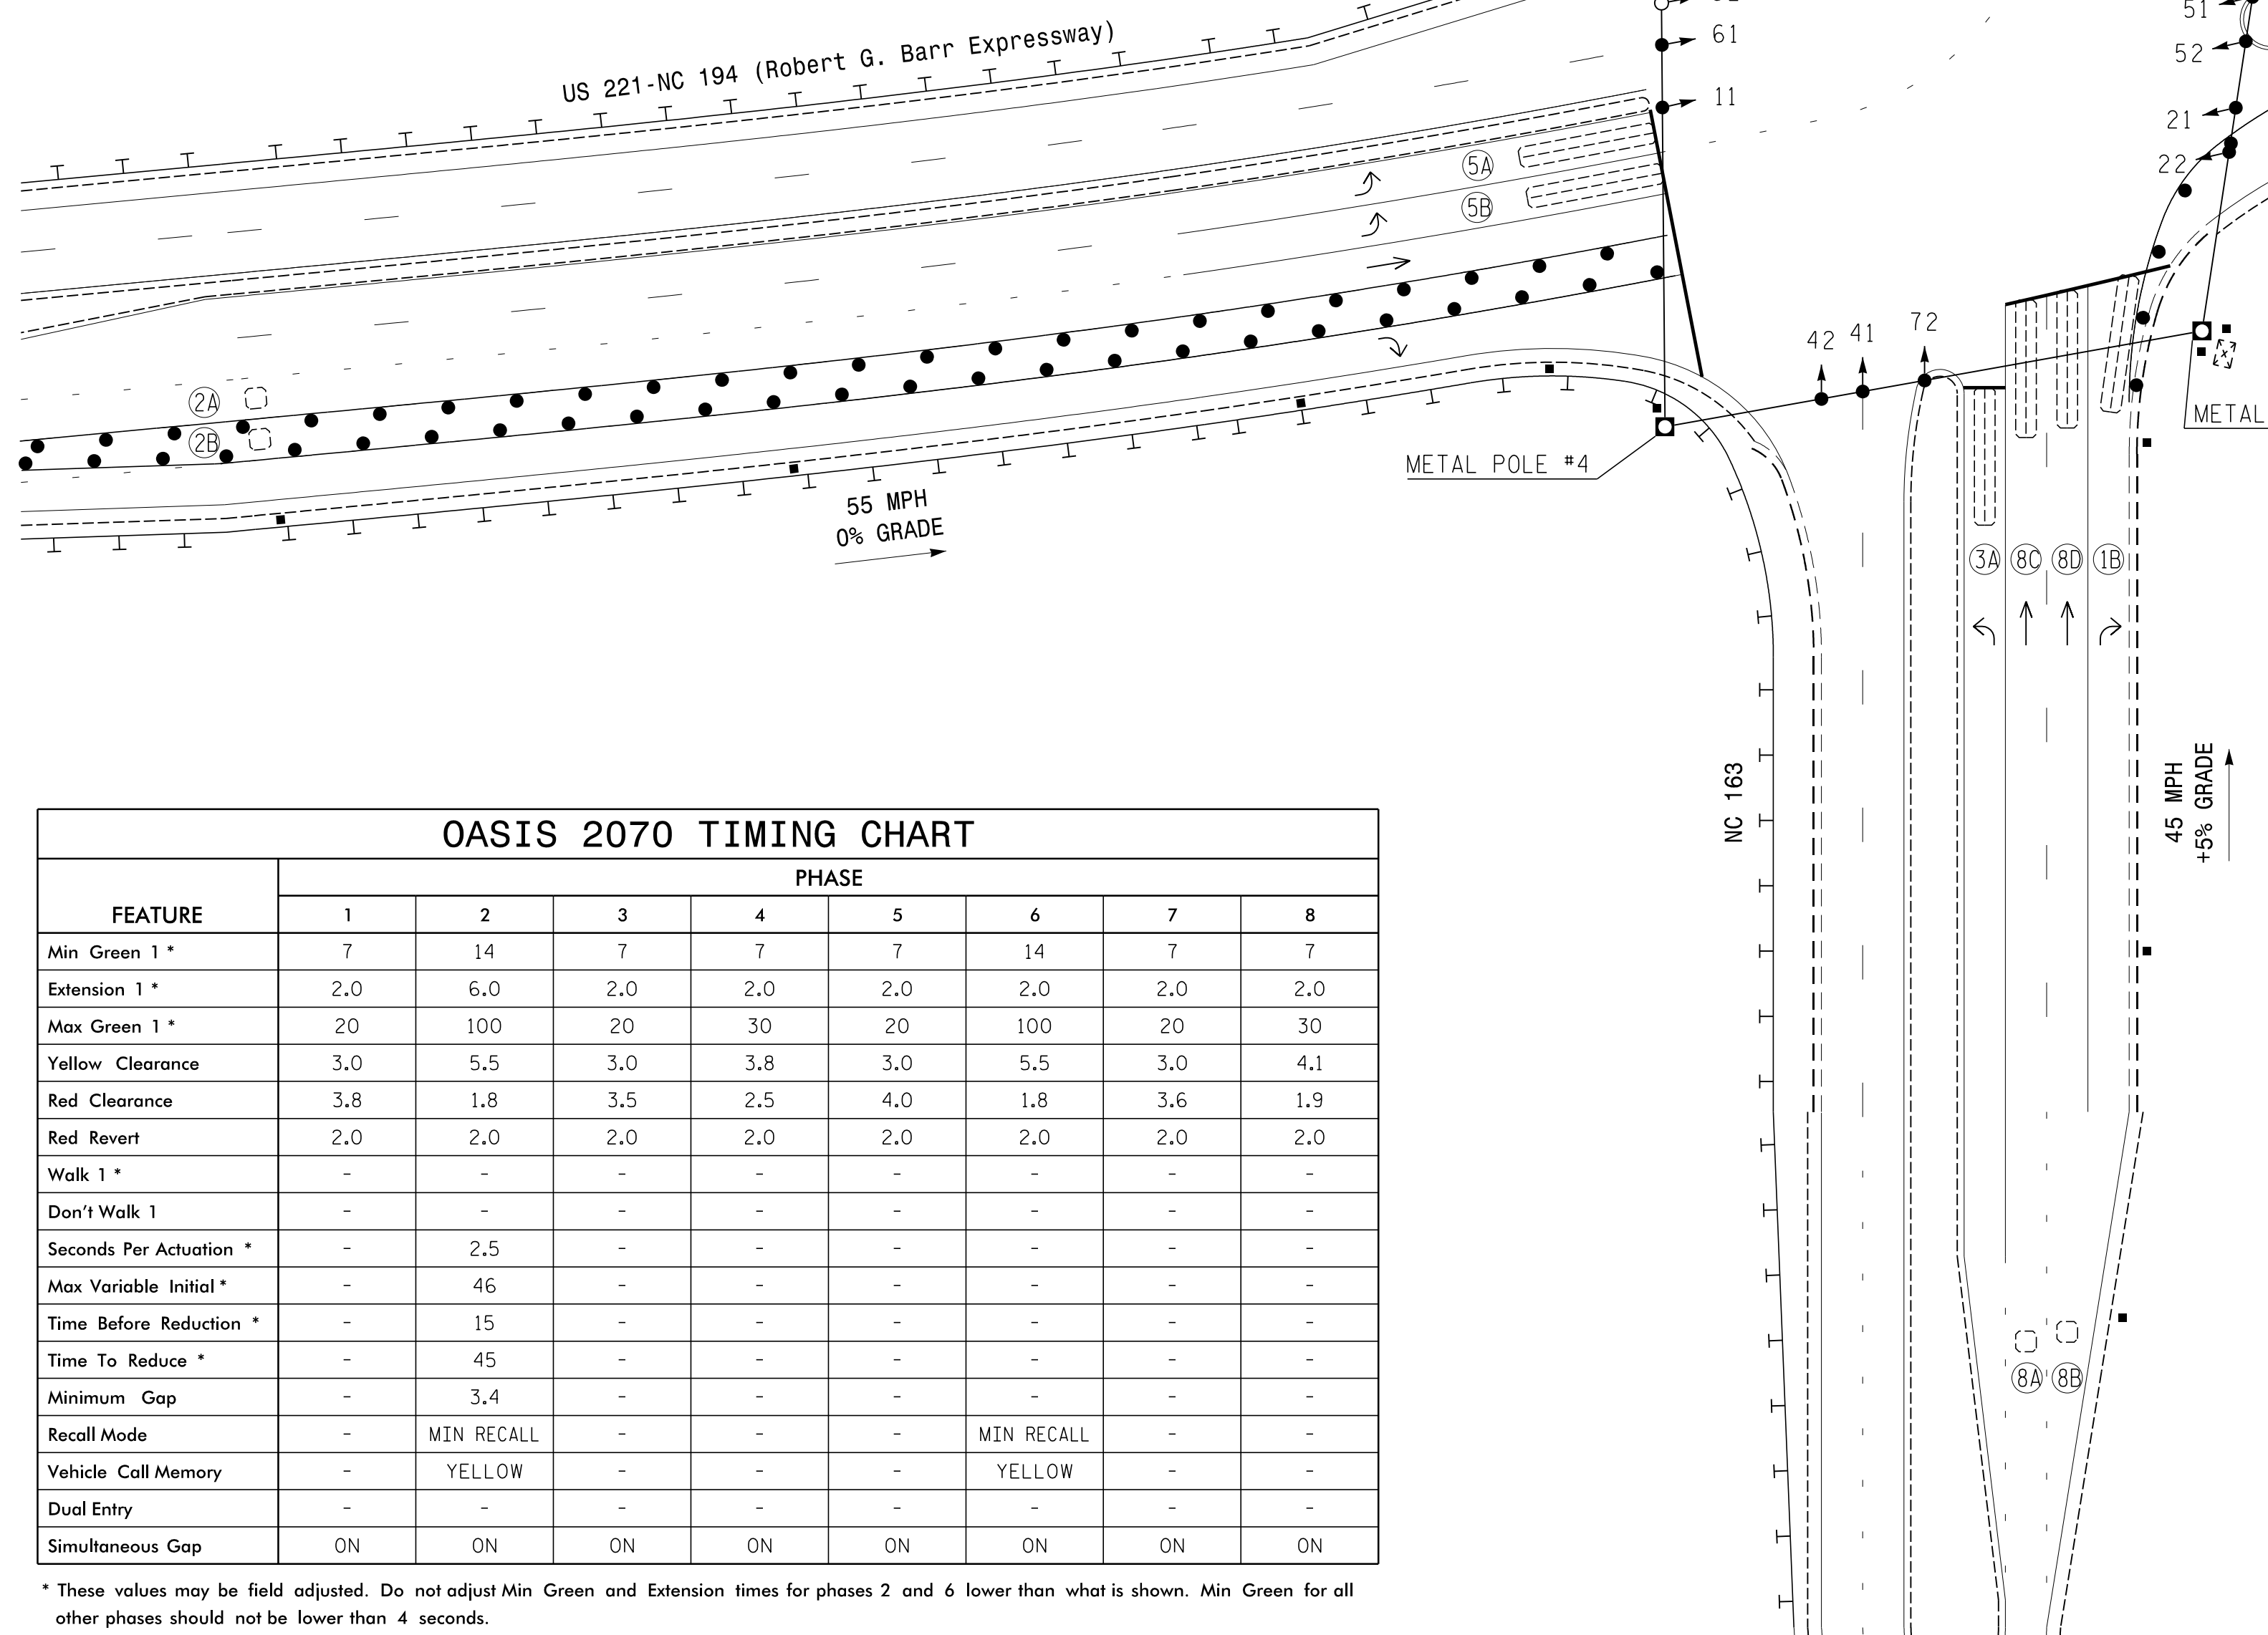 US 221-NC 194 (Robert G. Barr Expressway)
61
11
51
52
21
22
5A
5B
2A
2B
42
41
72
METAL POLE #4
METAL
55 MPH
0% GRADE
3A
8C
8D
1B
NC 163
45 MPH
+5% GRADE
8A
8B
OASIS 2070 TIMING CHART
PHASE
FEATURE 1 2 3 4 5 6 7 8
Min Green 1 * 7 14 7 7 7 14 7 7
Extension 1 * 2.0 6.0 2.0 2.0 2.0 2.0 2.0 2.0
Max Green 1 * 20 100 20 30 20 100 20 30
Yellow Clearance 3.0 5.5 3.0 3.8 3.0 5.5 3.0 4.1
Red Clearance 3.8 1.8 3.5 2.5 4.0 1.8 3.6 1.9
Red Revert 2.0 2.0 2.0 2.0 2.0 2.0 2.0 2.0
Walk 1 * - - - - - - - -
Don't Walk 1 - - - - - - - -
Seconds Per Actuation * - 2.5 - - - - - -
Max Variable Initial * - 46 - - - - - -
Time Before Reduction * - 15 - - - - - -
Time To Reduce * - 45 - - - - - -
Minimum Gap - 3.4 - - - - - -
Recall Mode - MIN RECALL - - - MIN RECALL - -
Vehicle Call Memory - YELLOW - - - YELLOW - -
Dual Entry - - - - - - - -
Simultaneous Gap ON ON ON ON ON ON ON ON
* These values may be field adjusted. Do not adjust Min Green and Extension times for phases 2 and 6 lower than what is shown. Min Green for all
other phases should not be lower than 4 seconds.